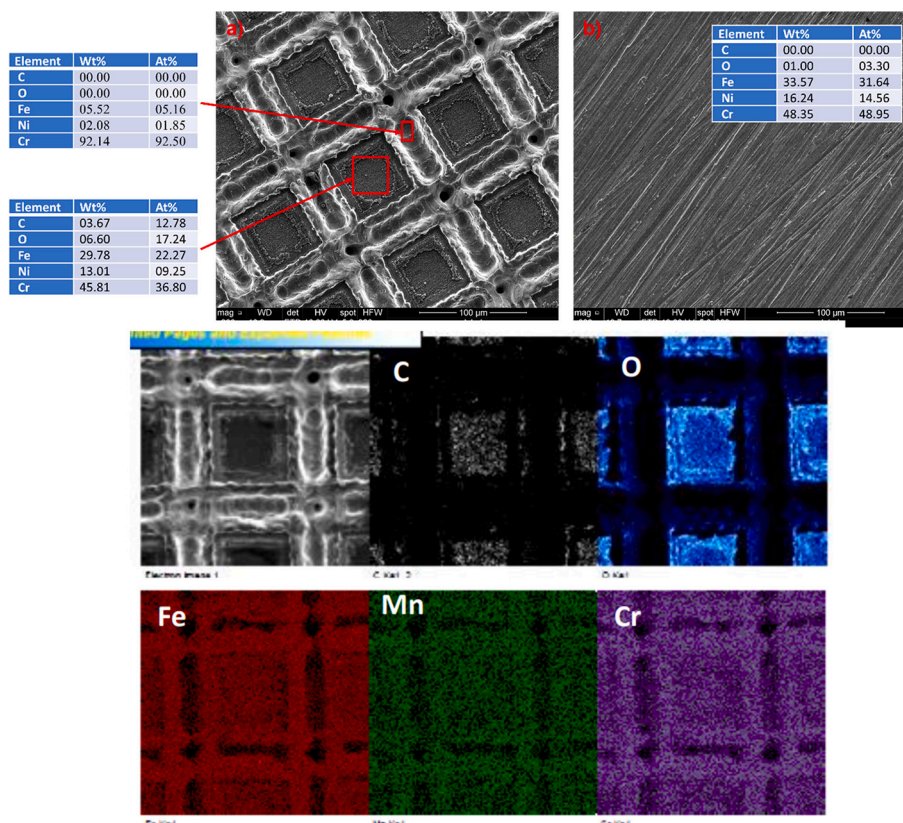 a)
Element Wt% At%
C 00.00 00.00
O 00.00 00.00
Fe 05.52 05.16
Ni 02.08 01.85
Cr 92.14 92.50
Element Wt% At%
C 03.67 12.78
O 06.60 17.24
Fe 29.78 22.27
Ni 13.01 09.25
Cr 45.81 36.80
mag WD det HV spot HFW
100 µm
b)
Element Wt% At%
C 00.00 00.00
O 01.00 03.30
Fe 33.57 31.64
Ni 16.24 14.56
Cr 48.35 48.95
mag WD det HV spot HFW
100 µm
C
O
Electron Image 1
Fe
Mn
Cr